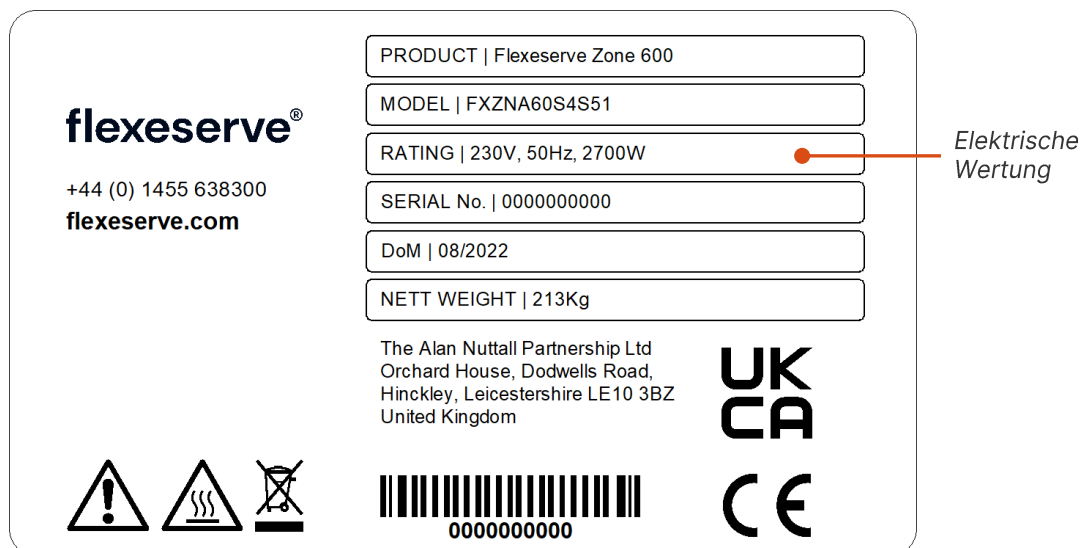 flexeserve®
+44 (0) 1455 638300
flexeserve.com
PRODUCT | Flexeserve Zone 600
MODEL | FXZNA60S4S51
RATING | 230V, 50Hz, 2700W
SERIAL No. | 0000000000
DoM | 08/2022
NETT WEIGHT | 213Kg
Elektrische
Wertung
The Alan Nuttall Partnership Ltd
Orchard House, Dodwells Road,
Hinckley, Leicestershire LE10 3BZ
United Kingdom
UK
CA
CE
0000000000